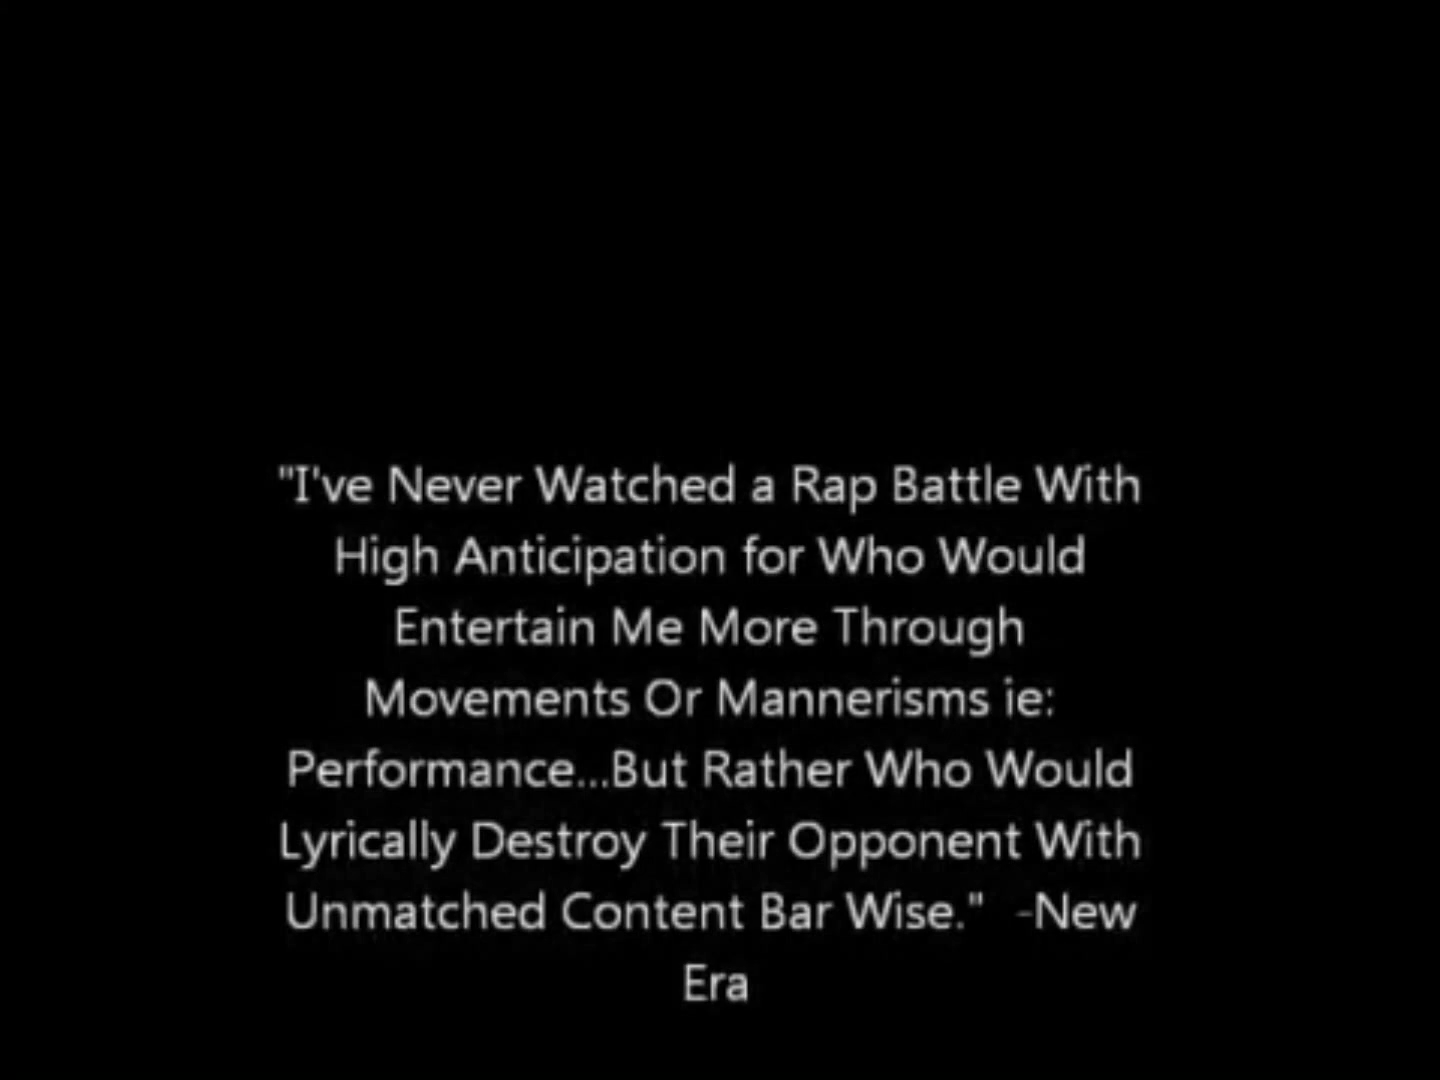 "I've Never Watched a Rap Battle With
High Anticipation for Who Would
Entertain Me More Through
Movements Or Mannerisms ie:
Performance...But Rather Who Would
Lyrically Destroy Their Opponent With
Unmatched Content Bar Wise."  -New
Era